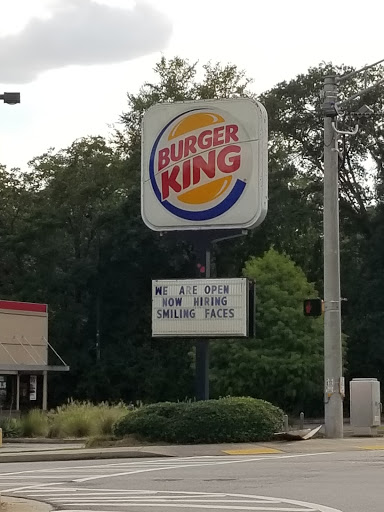 BURGER
KING
WE ARE OPEN
NOW HIRING
SMILING FACES